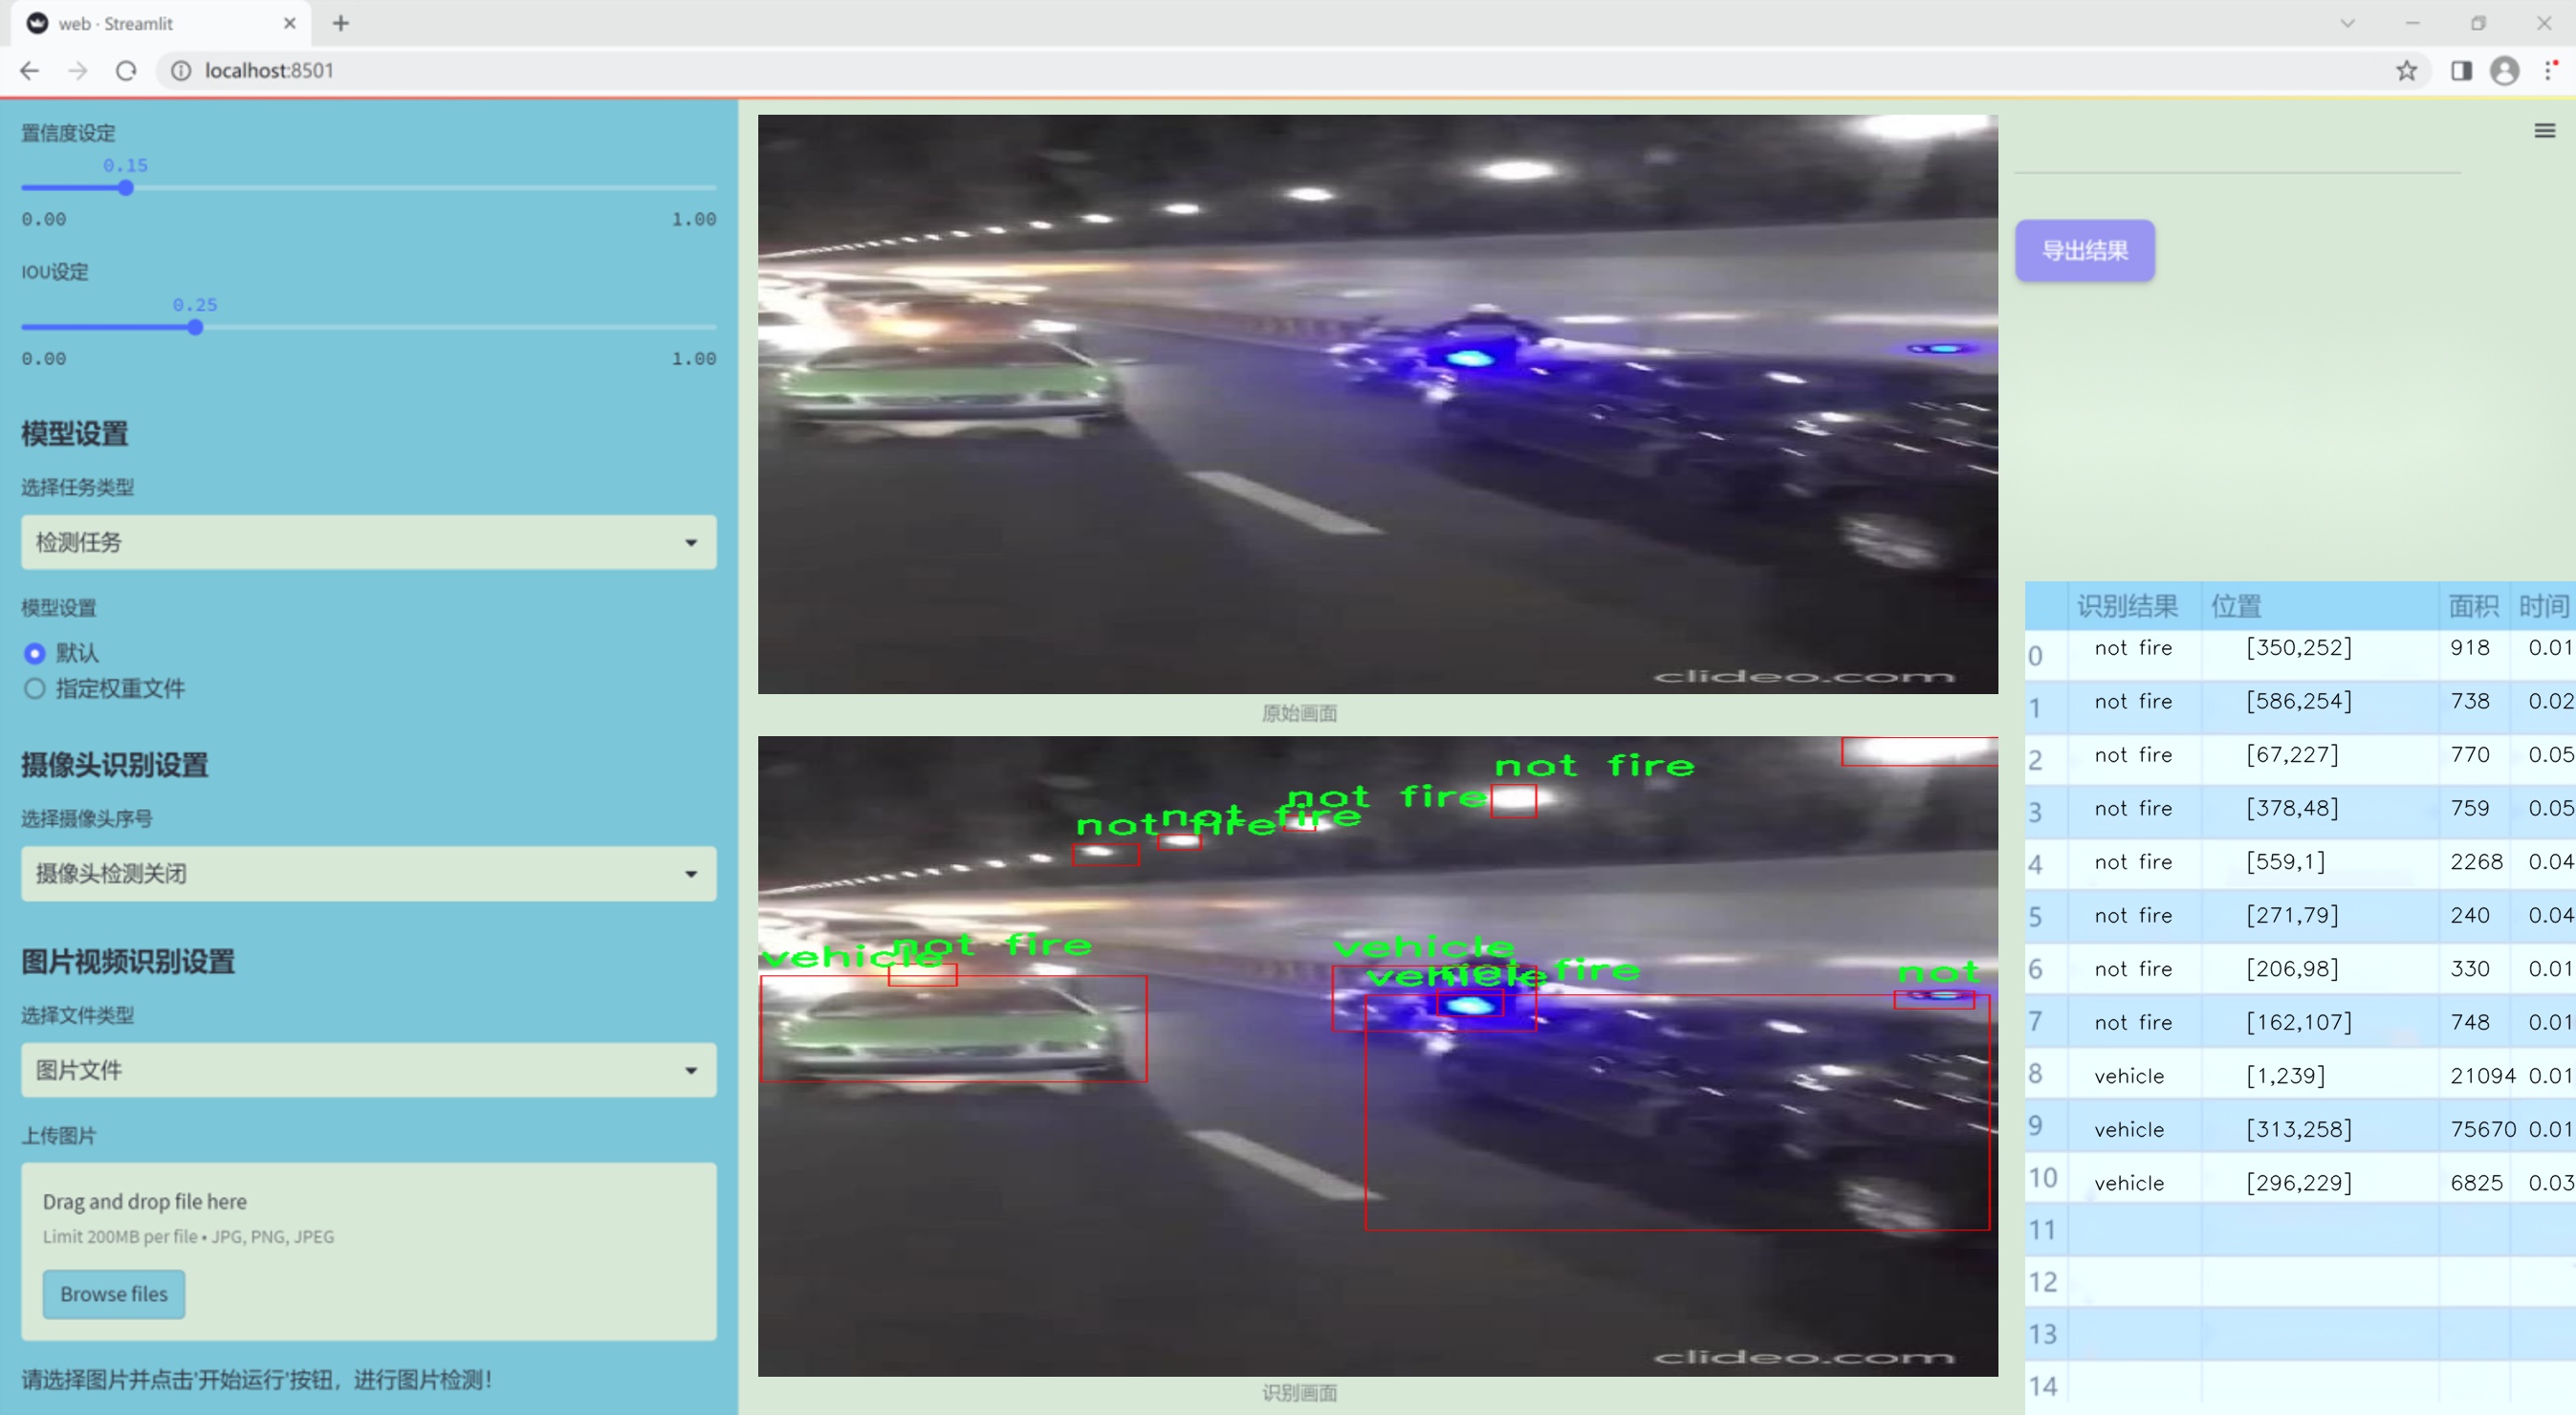 web · Streamlit
localhost:8501
置信度设定
0.15
0.00 1.00
IOU设定
0.25
0.00 1.00
模型设置
选择任务类型
检测任务
模型设置
默认
指定权重文件
摄像头识别设置
选择摄像头序号
摄像头检测关闭
图片视频识别设置
选择文件类型
图片文件
上传图片
Drag and drop file here
Limit 200MB per file • JPG, PNG, JPEG
Browse files
请选择图片并点击'开始运行'按钮，进行图片检测！
clideo.com
原始画面
not fire
not fire
not fire
not fire
not fire
vehicle
vehicle
not fire
vehicle
fire
not
clideo.com
识别画面
导出结果
识别结果 位置 面积 时间
0 not fire [350,252] 918 0.01
1 not fire [586,254] 738 0.02
2 not fire [67,227] 770 0.05
3 not fire [378,48] 759 0.05
4 not fire [559,1] 2268 0.04
5 not fire [271,79] 240 0.04
6 not fire [206,98] 330 0.01
7 not fire [162,107] 748 0.01
8 vehicle [1,239] 21094 0.01
9 vehicle [313,258] 75670 0.01
10 vehicle [296,229] 6825 0.03
11
12
13
14